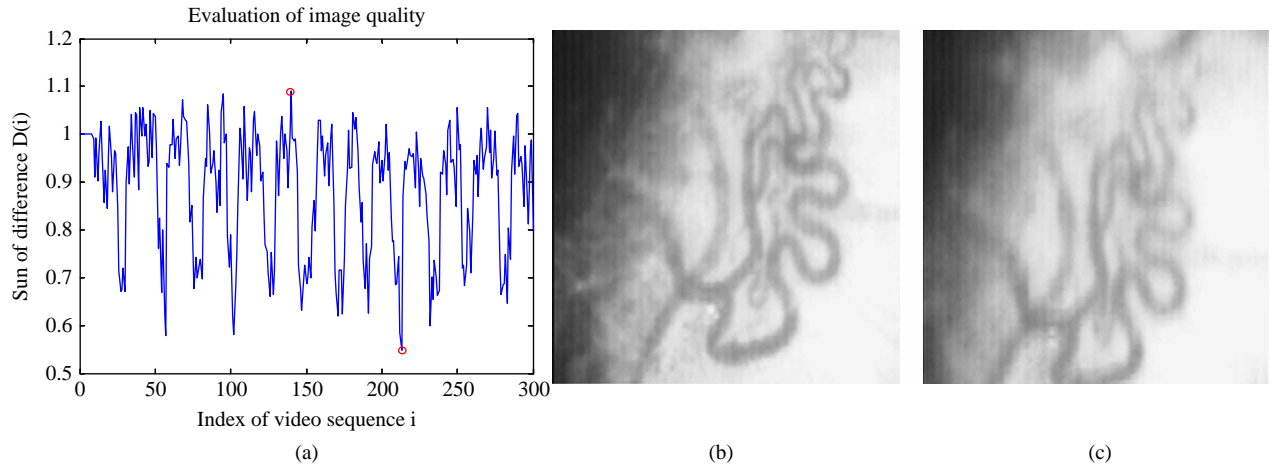 Evaluation of image quality
Sun of difference D(i)
1.2
1.1
1
0.9
0.8
0.7
0.6
0.5
0 50 100 150 200 250 300
Index of video sequence i
(a) (b) (c)